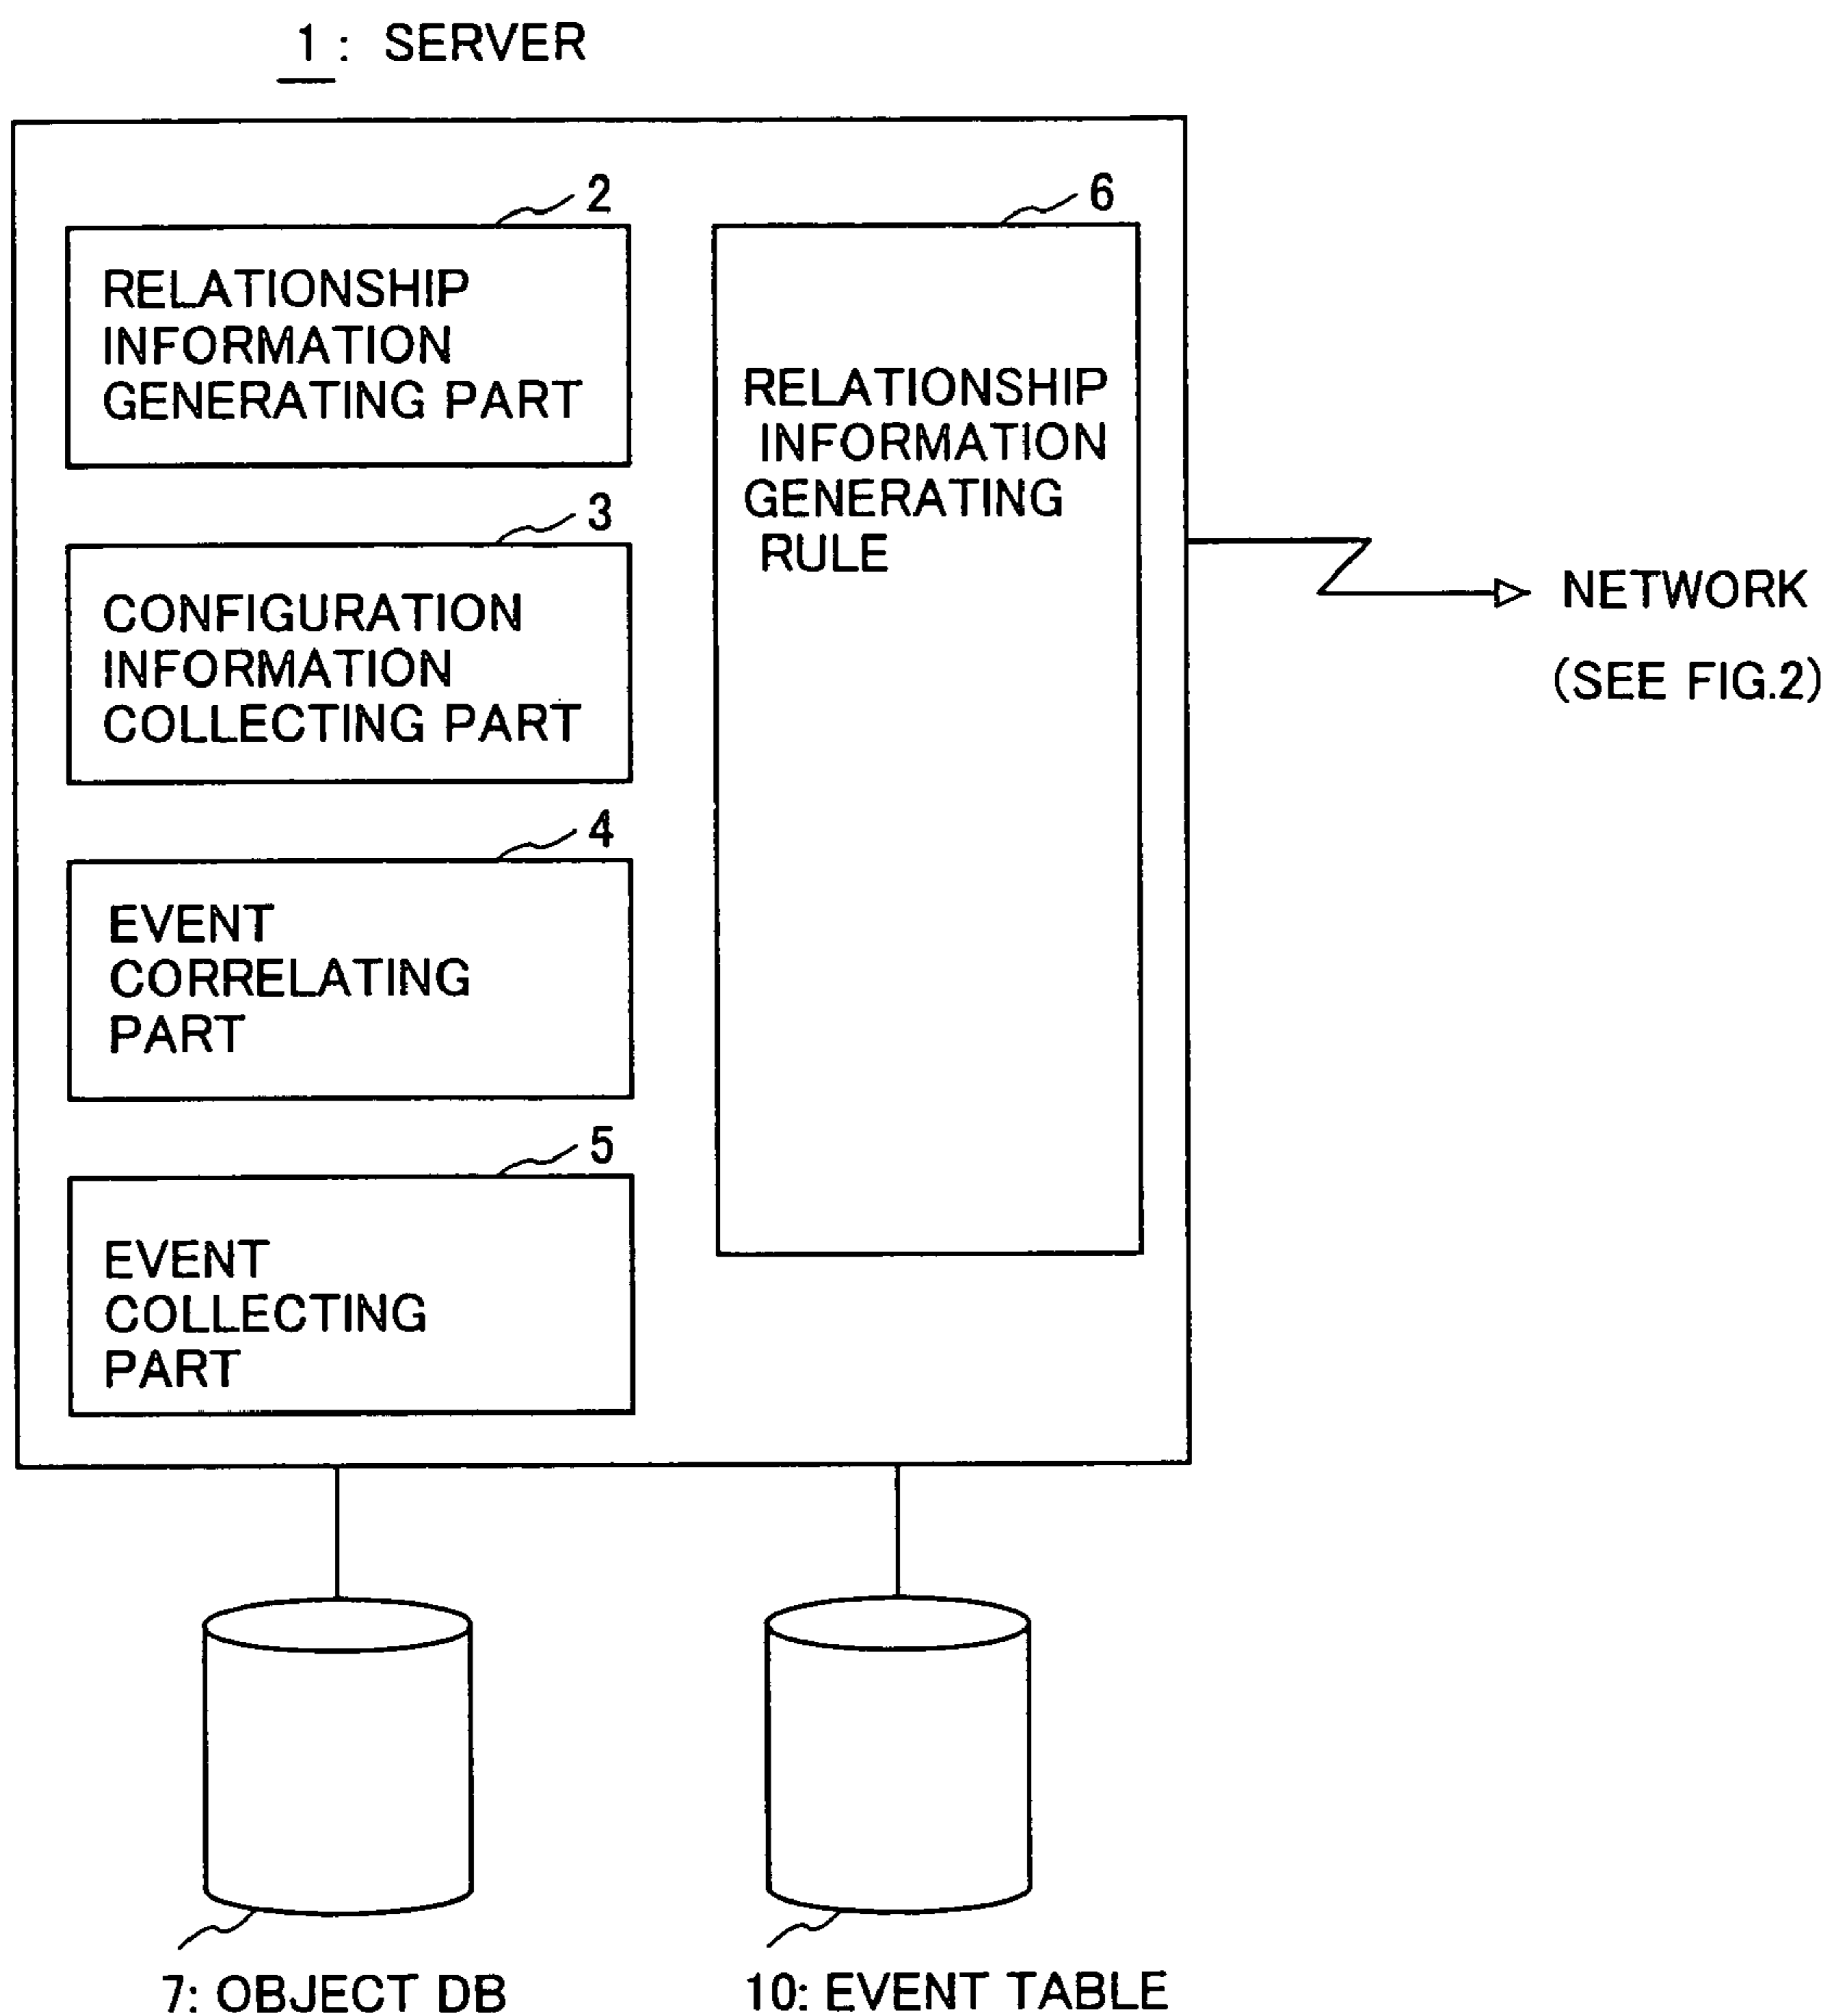 1 : SERVER
2
RELATIONSHIP
INFORMATION
GENERATING PART
3
CONFIGURATION
INFORMATION
COLLECTING PART
4
EVENT
CORRELATING
PART
5
EVENT
COLLECTING
PART
6
RELATIONSHIP
INFORMATION
GENERATING
RULE
NETWORK
(SEE FIG.2)
7: OBJECT DB
10: EVENT TABLE